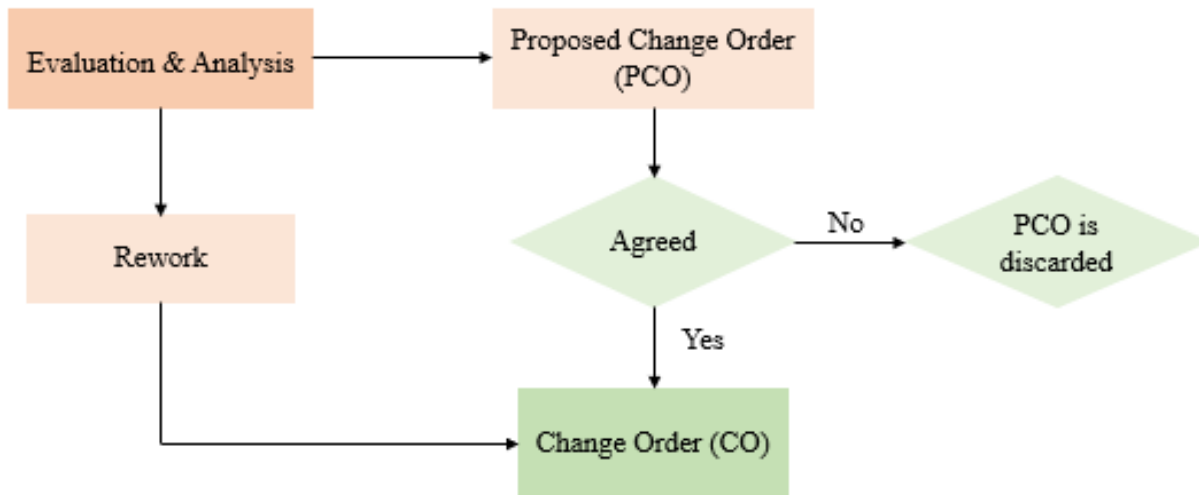 Evaluation & Analysis
Proposed Change Order
(PCO)
Rework
Agreed
No
PCO is
discarded
Yes
Change Order (CO)